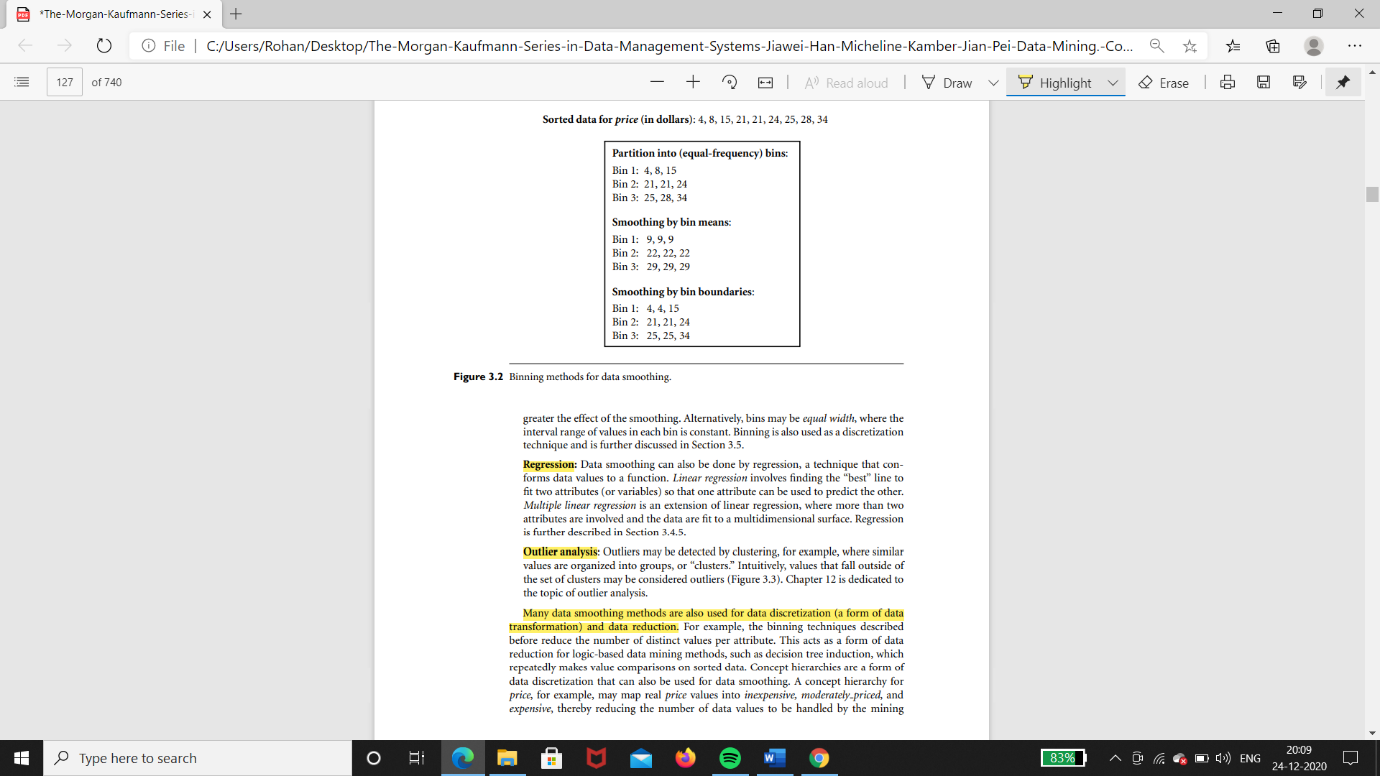 *The-Morgan-Kaufmann-Series-
File
C:/Users/Rohan/Desktop/The-Morgan-Kaufmann-Series-in-Data-Management-Systems-Jiawei-Han-Micheline-Kamber-Jian-Pei-Data-Mining.-Co...
127 of 740
Read aloud
Draw
Highlight
Erase
Sorted data for price (in dollars): 4, 8, 15, 21, 21, 24, 25, 28, 34
Partition into (equal-frequency) bins:
Bin 1: 4, 8, 15
Bin 2: 21, 21, 24
Bin 3: 25, 28, 34
Smoothing by bin means:
Bin 1: 9, 9, 9
Bin 2: 22, 22, 22
Bin 3: 29, 29, 29
Smoothing by bin boundaries:
Bin 1: 4, 4, 15
Bin 2: 21, 21, 24
Bin 3: 25, 25, 34
Figure 3.2 Binning methods for data smoothing.
greater the effect of the smoothing. Alternatively, bins may be equal width, where the
interval range of values in each bin is constant. Binning is also used as a discretization
technique and is further discussed in Section 3.5.
Regression: Data smoothing can also be done by regression, a technique that con-
forms data values to a function. Linear regression involves finding the "best" line to
fit two attributes (or variables) so that one attribute can be used to predict the other.
Multiple linear regression is an extension of linear regression, where more than two
attributes are involved and the data are fit to a multidimensional surface. Regression
is further described in Section 3.4.5.
Outlier analysis: Outliers may be detected by clustering, for example, where similar
values are organized into groups, or "clusters." Intuitively, values that fall outside of
the set of clusters may be considered outliers (Figure 3.3). Chapter 12 is dedicated to
the topic of outlier analysis.
Many data smoothing methods are also used for data discretization (a form of data
transformation) and data reduction. For example, the binning techniques described
before reduce the number of distinct values per attribute. This acts as a form of data
reduction for logic-based data mining methods, such as decision tree induction, which
repeatedly makes value comparisons on sorted data. Concept hierarchies are a form of
data discretization that can also be used for data smoothing. A concept hierarchy for
price, for example, may map real price values into inexpensive, moderately_priced, and
expensive, thereby reducing the number of data values to be handled by the mining
Type here to search
83%
ENG
20:09
24-12-2020